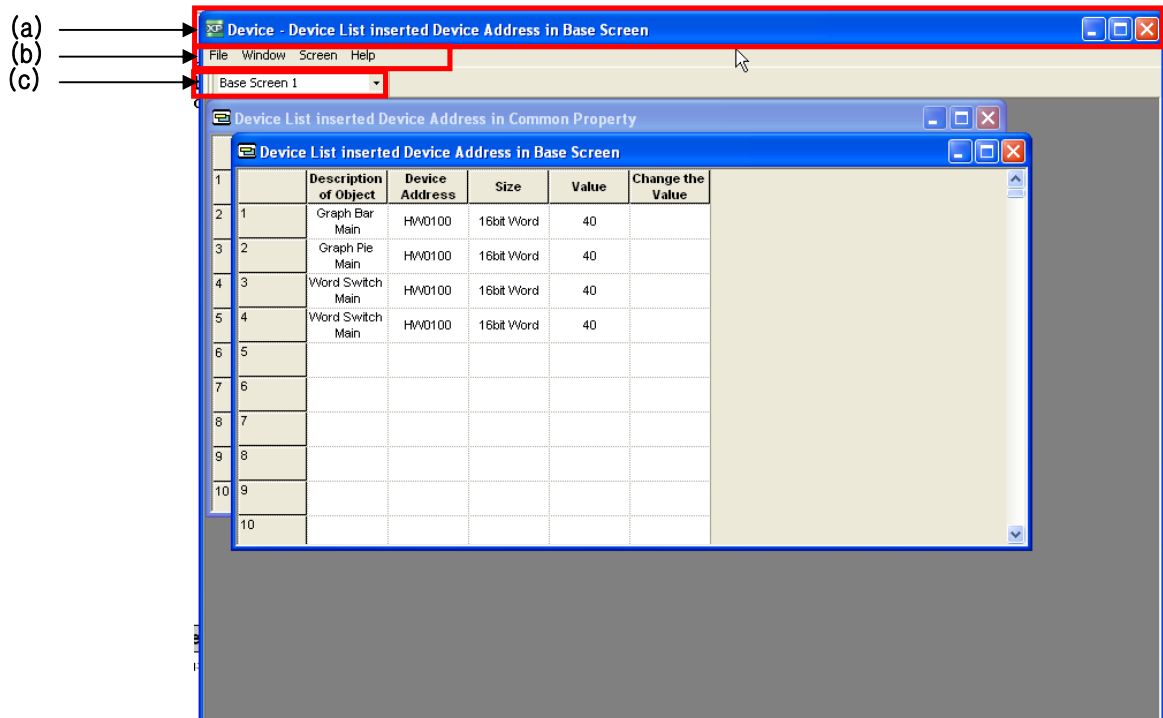 (a)
Device - Device List inserted Device Address in Base Screen
(b)
File Window Screen Help
(c)
Base Screen 1
Device List inserted Device Address in Common Property
Device List inserted Device Address in Base Screen
Description of Object Device Address Size Value Change the Value
1
2 1 Graph Bar Main HW0100 16bit Word 40
3 2 Graph Pie Main HW0100 16bit Word 40
4 3 Word Switch Main HW0100 16bit Word 40
5 4 Word Switch Main HW0100 16bit Word 40
6 5
7 6
8 7
9 8
10 9
10